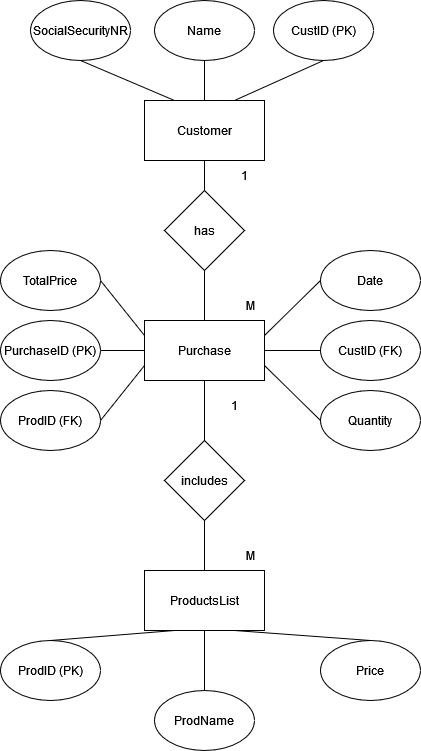 SocialSecurityNR
Name
CustID (PK)
Customer
1
has
M
TotalPrice
Date
PurchaseID (PK)
Purchase
CustID (FK)
ProdID (FK)
Quantity
1
includes
M
ProductsList
ProdID (PK)
Price
ProdName